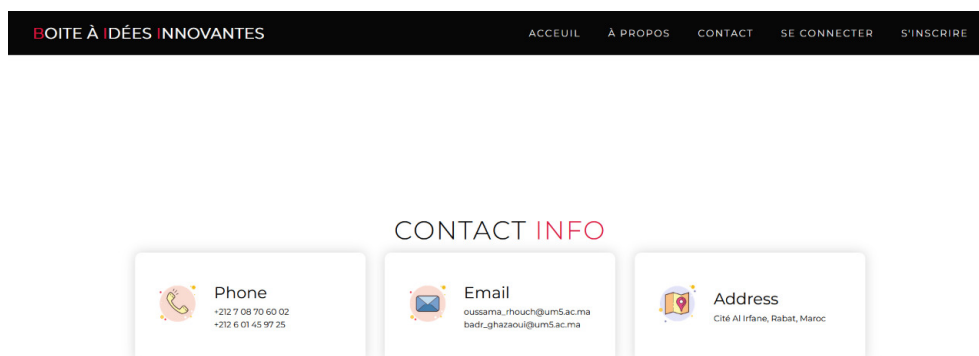 BOITE À IDÉES INNOVANTES
ACCEUIL À PROPOS CONTACT SE CONNECTER S'INSCRIRE
CONTACT INFO
Phone
+212 7 08 70 60 02
+212 6 01 45 97 25
Email
oussama_rhouch@um5.ac.ma
badr_ghazaoui@um5.ac.ma
Address
Cité Al Irfane, Rabat, Maroc